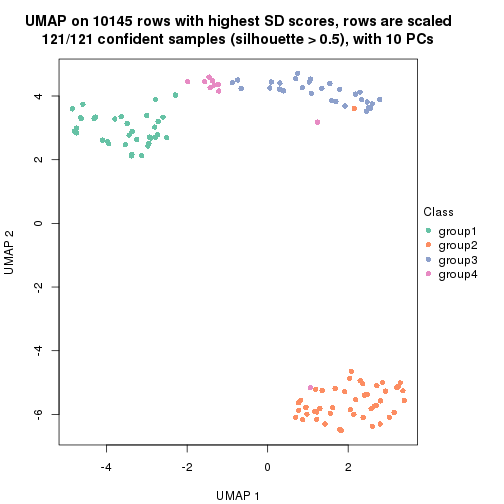 UMAP on 10145 rows with highest SD scores, rows are scaled
121/121 confident samples (silhouette > 0.5), with 10 PCs
4
2
0
-2
-4
-6
UMAP 2
-4
-2
0
2
UMAP 1
Class
group1
group2
group3
group4